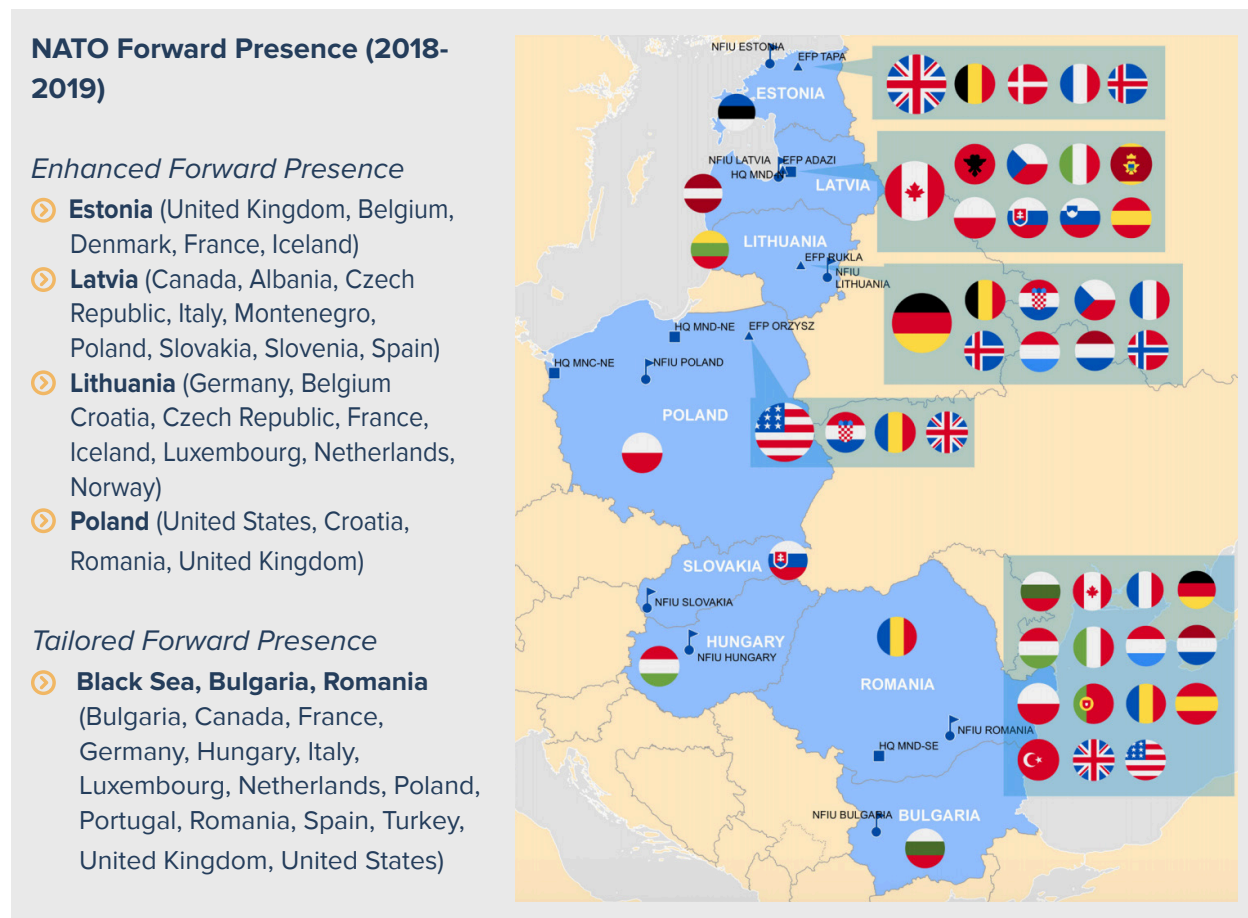 NATO Forward Presence (2018-
2019)
Enhanced Forward Presence
Estonia (United Kingdom, Belgium,
Denmark, France, Iceland)
Latvia (Canada, Albania, Czech
Republic, Italy, Montenegro,
Poland, Slovakia, Slovenia, Spain)
Lithuania (Germany, Belgium
Croatia, Czech Republic, France,
Iceland, Luxembourg, Netherlands,
Norway)
Poland (United States, Croatia,
Romania, United Kingdom)
Tailored Forward Presence
Black Sea, Bulgaria, Romania
(Bulgaria, Canada, France,
Germany, Hungary, Italy,
Luxembourg, Netherlands, Poland,
Portugal, Romania, Spain, Turkey,
United Kingdom, United States)
NFIU ESTONIA
EFP TAPA
ESTONIA
NFIU LATVIA
EFP ADAZI
HQ MND-N
LATVIA
LITHUANIA
EFP RUKLA
NFIU
LITHUANIA
HQ MND-NE
EFP ORZYSZ
HQ MNC-NE
NFIU POLAND
POLAND
SLOVAKIA
NFIU SLOVAKIA
HUNGARY
NFIU HUNGARY
ROMANIA
NFIU ROMANIA
HQ MND-SE
NFIU BULGARIA
BULGARIA